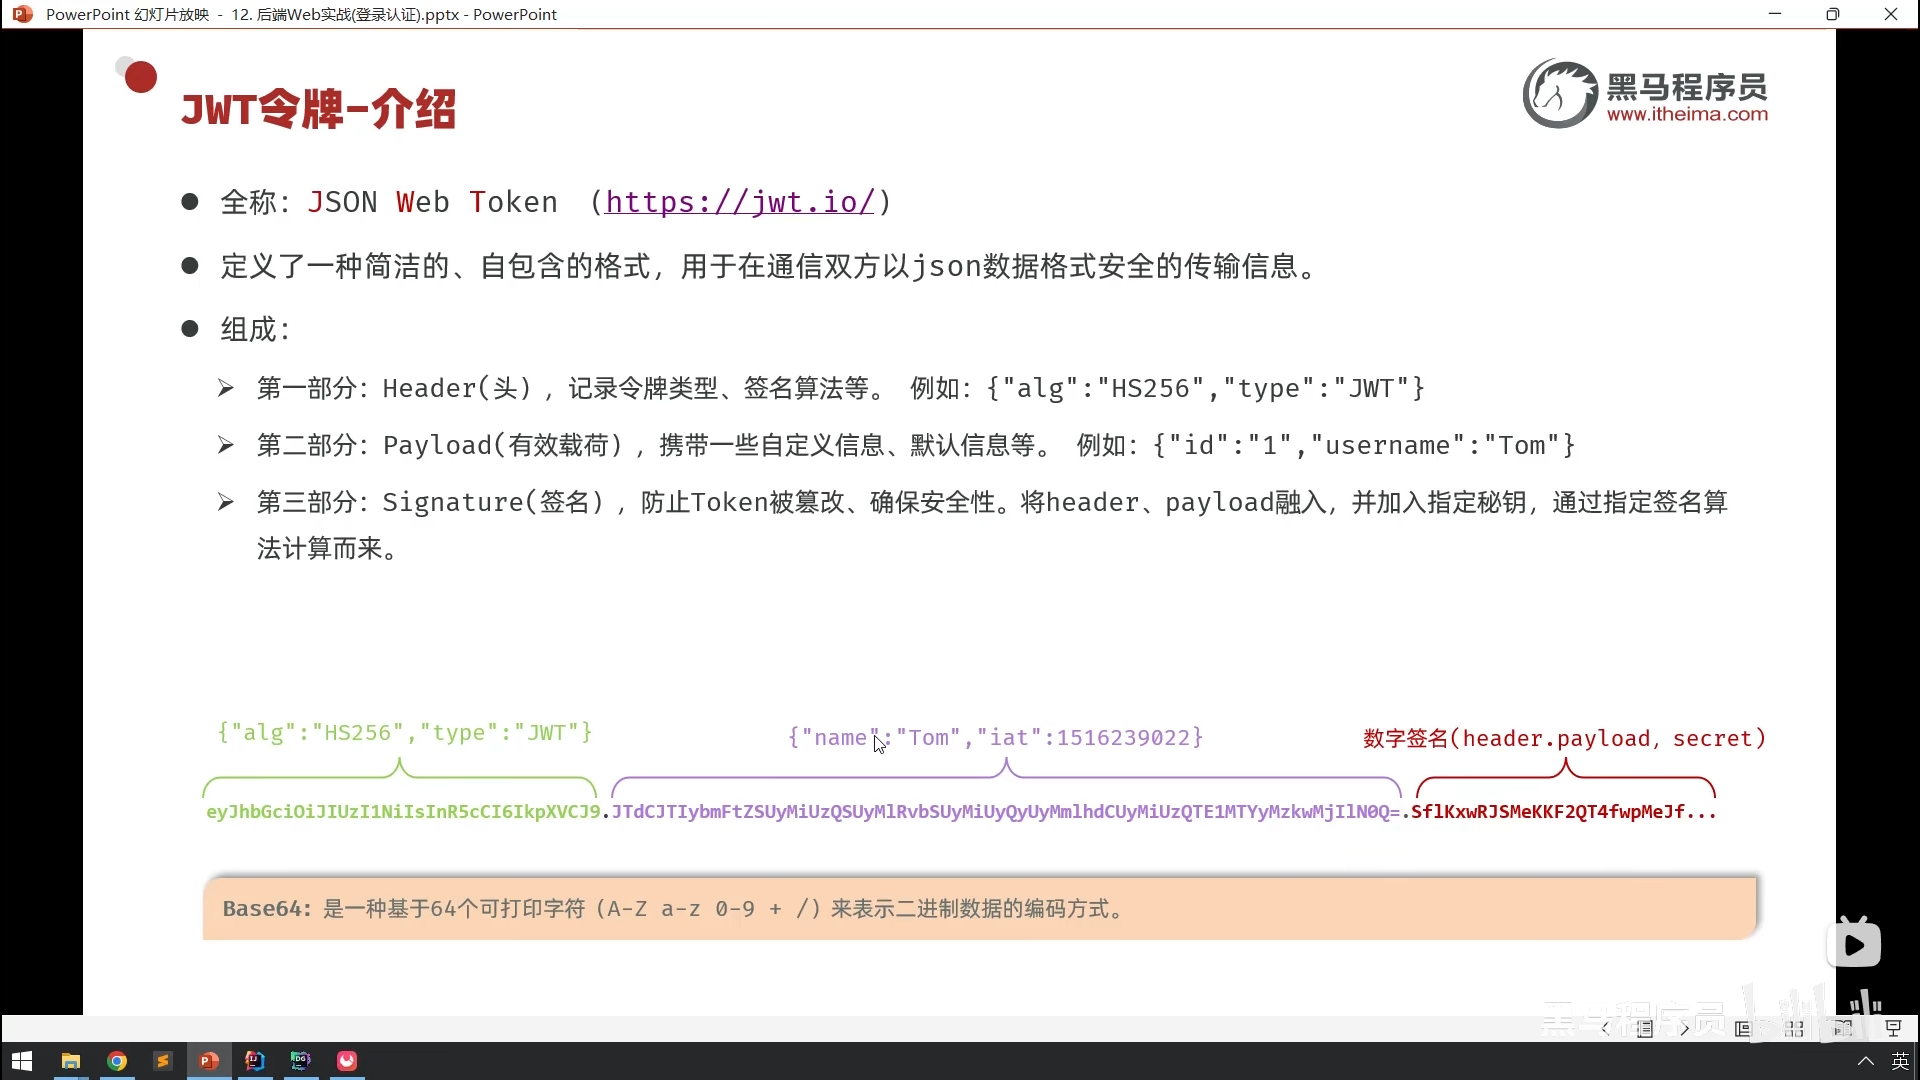 PowerPoint 幻灯片放映 - 12. 后端Web实战(登录认证).pptx - PowerPoint
JWT令牌-介绍
黑马程序员
www.itheima.com
全称：JSON Web Token （https://jwt.io/）
定义了一种简洁的、自包含的格式，用于在通信双方以json数据格式安全的传输信息。
组成：
第一部分：Header(头），记录令牌类型、签名算法等。 例如：{"alg":"HS256","type":"JWT"}
第二部分：Payload(有效载荷），携带一些自定义信息、默认信息等。 例如：{"id":"1","username":"Tom"}
第三部分：Signature(签名），防止Token被篡改、确保安全性。将header、payload融入，并加入指定秘钥，通过指定签名算
法计算而来。
{"alg":"HS256","type":"JWT"}
{"name":"Tom","iat":1516239022}
数字签名(header.payload，secret)
eyJhbGciOiJIUzI1NiIsInR5cCI6IkpXVCJ9.JTdCJTIybmFtZSUyMiUzQSUyMlRvbSUyMiUyQyUyMmlhdCUyMiUzQTE1MTYyMzkwMjIlN0Q=.SflKxwRJSMeKKF2QT4fwpMeJf...
Base64：是一种基于64个可打印字符（A-Z a-z 0-9 + /）来表示二进制数据的编码方式。
黑马程序员
英